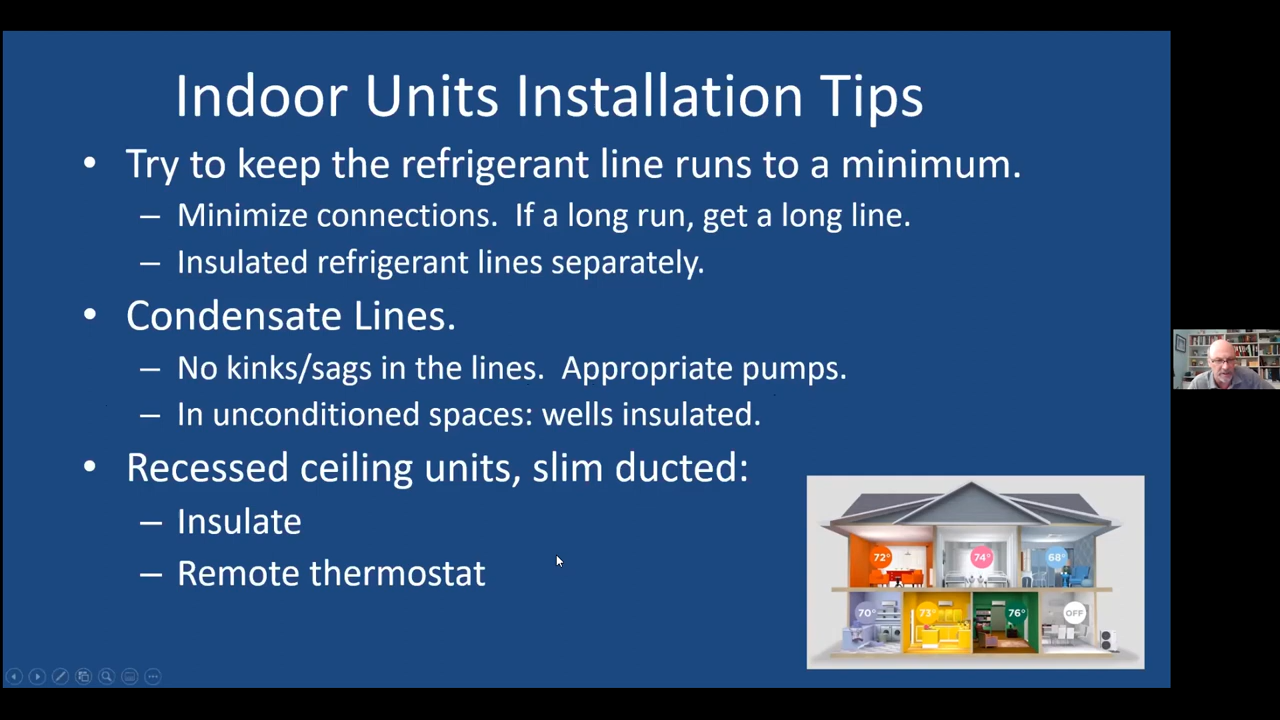 Indoor Units Installation Tips
• Try to keep the refrigerant line runs to a minimum.
– Minimize connections.  If a long run, get a long line.
– Insulated refrigerant lines separately.
• Condensate Lines.
– No kinks/sags in the lines.  Appropriate pumps.
– In unconditioned spaces: wells insulated.
• Recessed ceiling units, slim ducted:
– Insulate
– Remote thermostat
72° 74° 68°
70° 73° 76° OFF